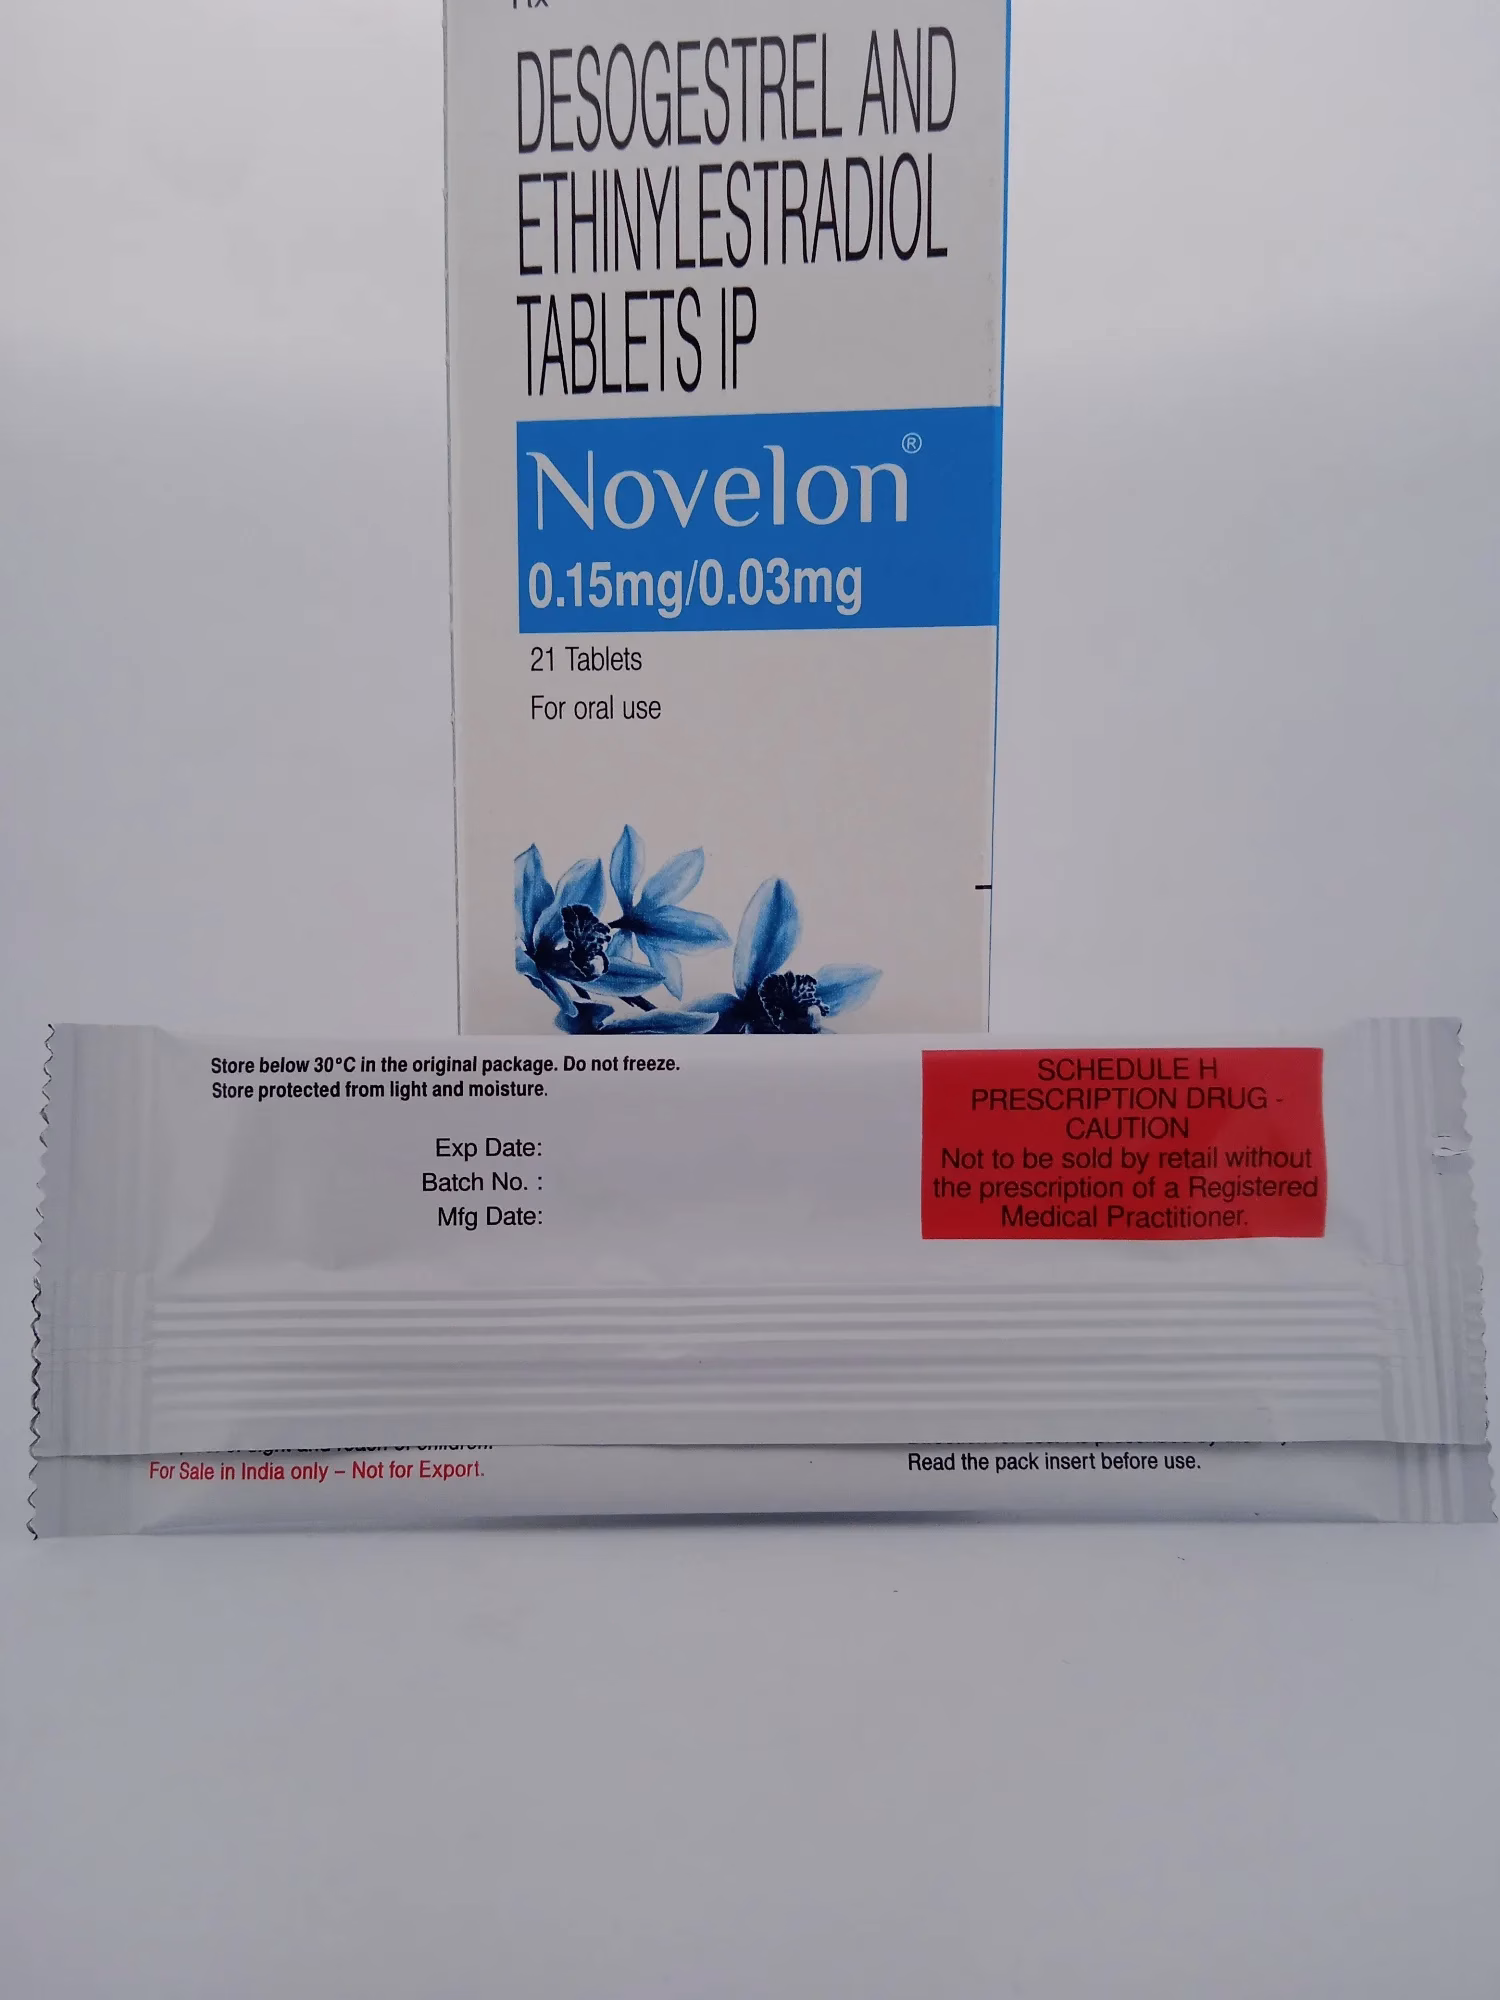 Rx
DESOGESTREL AND
ETHINYLESTRADIOL
TABLETS IP
Novelon®
0.15mg/0.03mg
21 Tablets
For oral use
Store below 30°C in the original package. Do not freeze.
Store protected from light and moisture.
Exp Date:
Batch No. :
Mfg Date:
SCHEDULE H
PRESCRIPTION DRUG -
CAUTION
Not to be sold by retail without
the prescription of a Registered
Medical Practitioner.
For Sale in India only – Not for Export.
Read the pack insert before use.